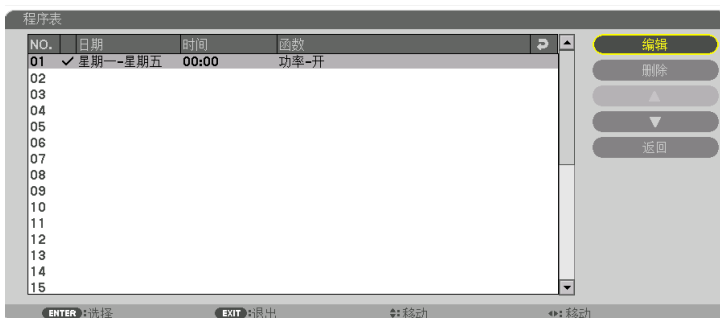 程序表
NO. 日期 时间 函数
01 ✓ 星期一-星期五 00:00 功率-开
02
03
04
05
06
07
08
09
10
11
12
13
14
15
编辑
删除
▲
▼
返回
ENTER:选择 EXIT:退出 移动 移动